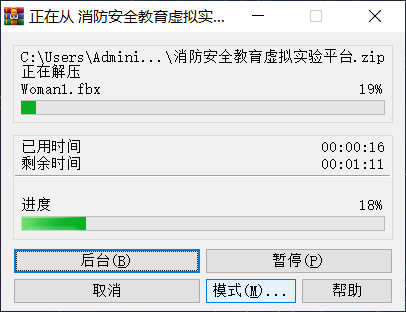 正在从 消防安全教育虚拟实...
C:\Users\Admini...\消防安全教育虚拟实验平台.zip
正在解压
Woman1.fbx 19%
已用时间 00:00:16
剩余时间 00:01:11
进度 18%
后台(B) 暂停(P)
取消 模式(M)... 帮助